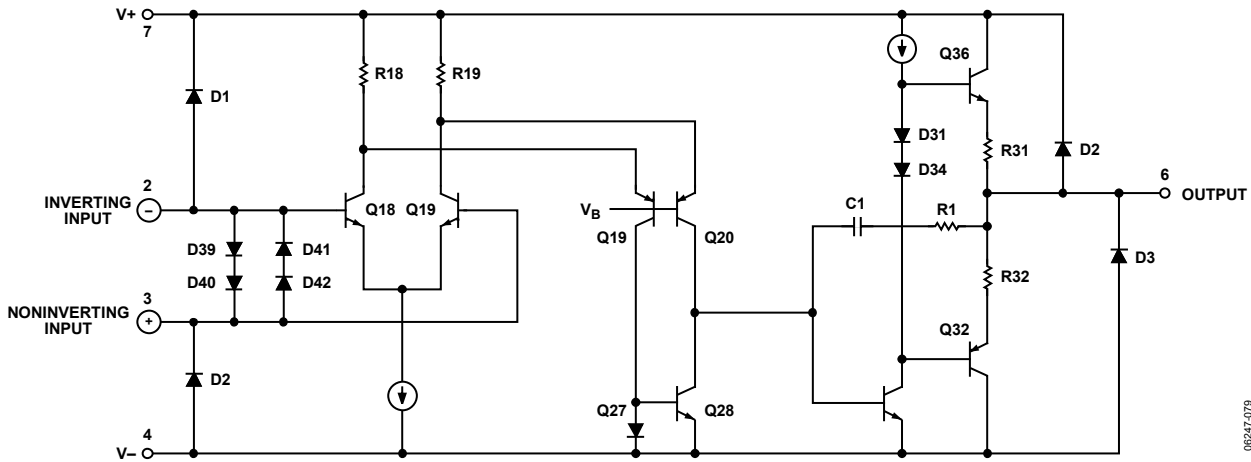 V+
7
Q36
R18
R19
D1
D31
R31
D2
D34
2
6
OUTPUT
INVERTING
INPUT
−
Q18
Q19
VB
C1
R1
Q19
Q20
D39
D41
D3
D40
D42
R32
3
NONINVERTING
INPUT
+
Q32
D2
Q27
Q28
4
V−
06247-079